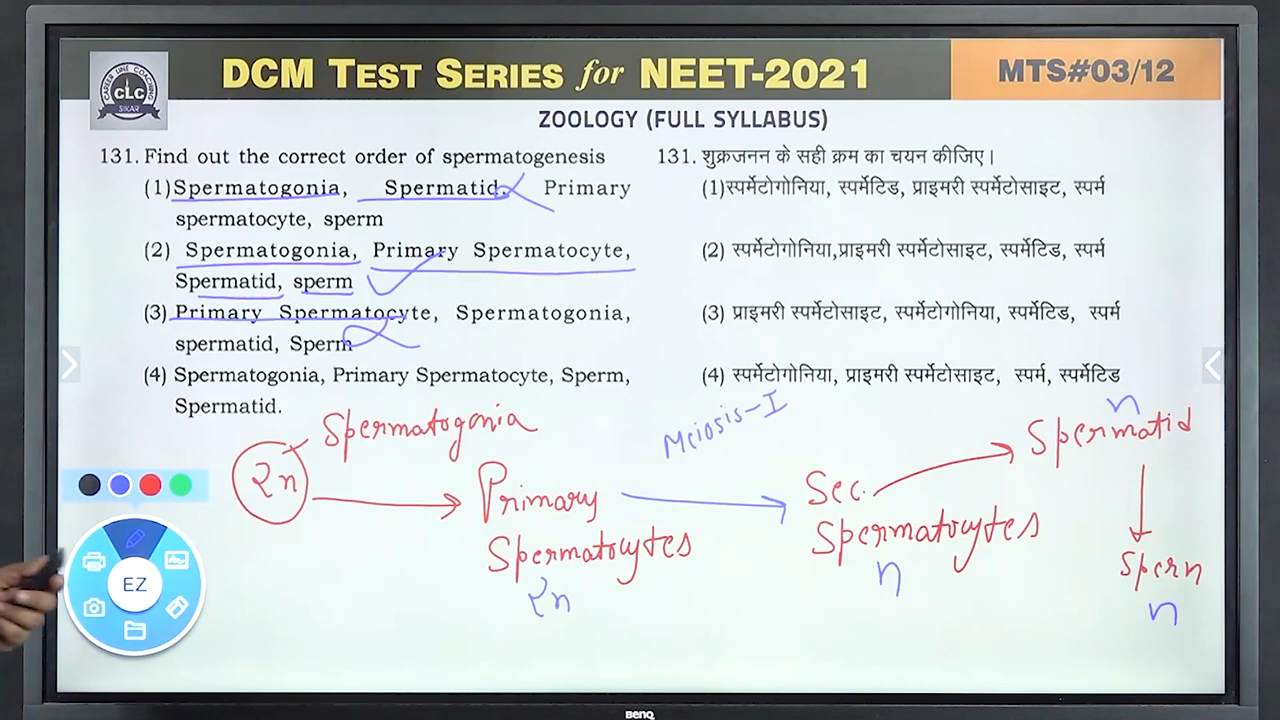 CAREER LINE COACHING
CLC
SIKAR
DCM TEST SERIES for NEET-2021
MTS#03/12
ZOOLOGY (FULL SYLLABUS)
131. Find out the correct order of spermatogenesis
(1) Spermatogonia, Spermatid, Primary
spermatocyte, sperm
(2) Spermatogonia, Primary Spermatocyte,
Spermatid, sperm
(3) Primary Spermatocyte, Spermatogonia,
spermatid, Sperm
(4) Spermatogonia, Primary Spermatocyte, Sperm,
Spermatid.
131. शुक्रजनन के सही क्रम का चयन कीजिए।
(1) स्पर्मेटोगोनिया, स्पर्मेटिड, प्राइमरी स्पर्मेटोसाइट, स्पर्म
(2) स्पर्मेटोगोनिया,प्राइमरी स्पर्मेटोसाइट, स्पर्मेटिड, स्पर्म
(3) प्राइमरी स्पर्मेटोसाइट, स्पर्मेटोगोनिया, स्पर्मेटिड, स्पर्म
(4) स्पर्मेटोगोनिया, प्राइमरी स्पर्मेटोसाइट, स्पर्म, स्पर्मेटिड
2n
Spermatogonia
Primary
Spermatocytes
2n
Meiosis-I
Sec.
Spermatocytes
n
n
Spermatid
Sperm
n
EZ
BenQ